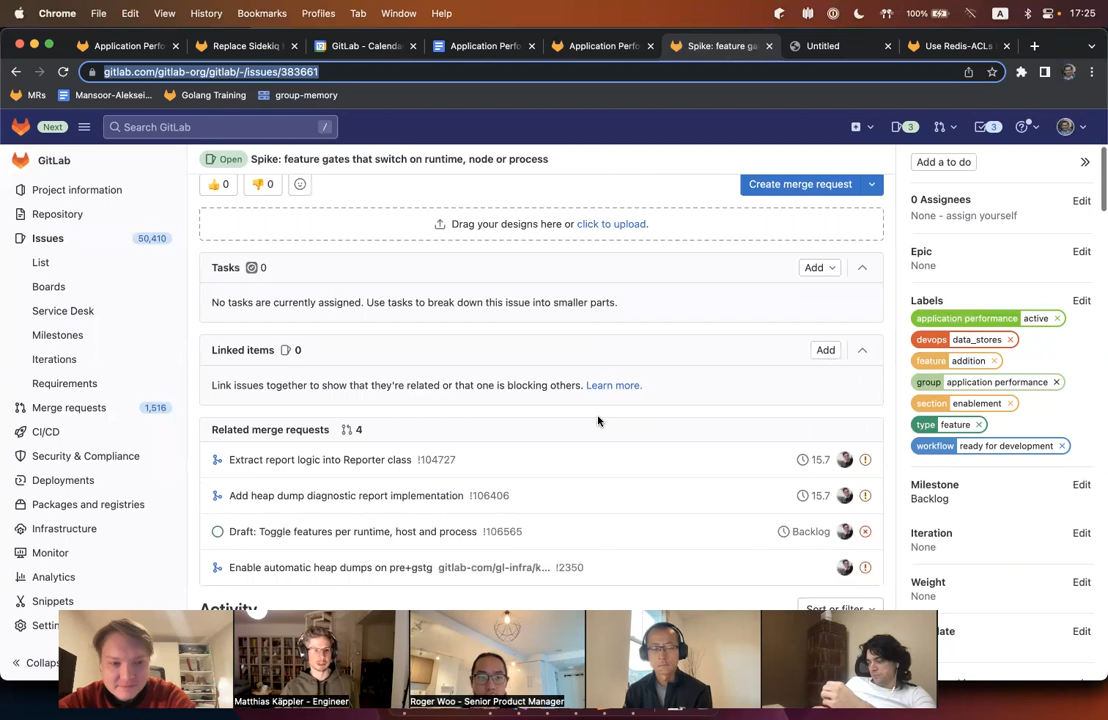 Chrome File Edit View History Bookmarks Profiles Tab Window Help 100% A 17:25
Application Perfo Replace Sidekiq GitLab - Calenda Application Perfo Application Perfo Spike: feature ga Untitled Use Redis-ACLs
gitlab.com/gitlab-org/gitlab/-/issues/383661
MRs Mansoor-Aleksei... Golang Training group-memory
Next Search GitLab / 3 3
GitLab
Project information
Repository
Issues 50,410
List
Boards
Service Desk
Milestones
Iterations
Requirements
Merge requests 1,516
CI/CD
Security & Compliance
Deployments
Packages and registries
Infrastructure
Monitor
Analytics
Snippets
Settin
Collaps
Open Spike: feature gates that switch on runtime, node or process
0 0 Create merge request
Drag your designs here or click to upload.
Tasks 0 Add
No tasks are currently assigned. Use tasks to break down this issue into smaller parts.
Linked items 0 Add
Link issues together to show that they're related or that one is blocking others. Learn more.
Related merge requests 4
Extract report logic into Reporter class !104727 15.7
Add heap dump diagnostic report implementation !106406 15.7
Draft: Toggle features per runtime, host and process !106565 Backlog
Enable automatic heap dumps on pre+gstg gitlab-com/gl-infra/k... !2350
Activity Sort or filter
Add a to do
0 Assignees Edit
None - assign yourself
Epic Edit
None
Labels Edit
application performance active
devops data_stores
feature addition
group application performance
section enablement
type feature
workflow ready for development
Milestone Edit
Backlog
Iteration Edit
None
Weight Edit
None
Edit
Matthias Käppler - Engineer
Roger Woo - Senior Product Manager